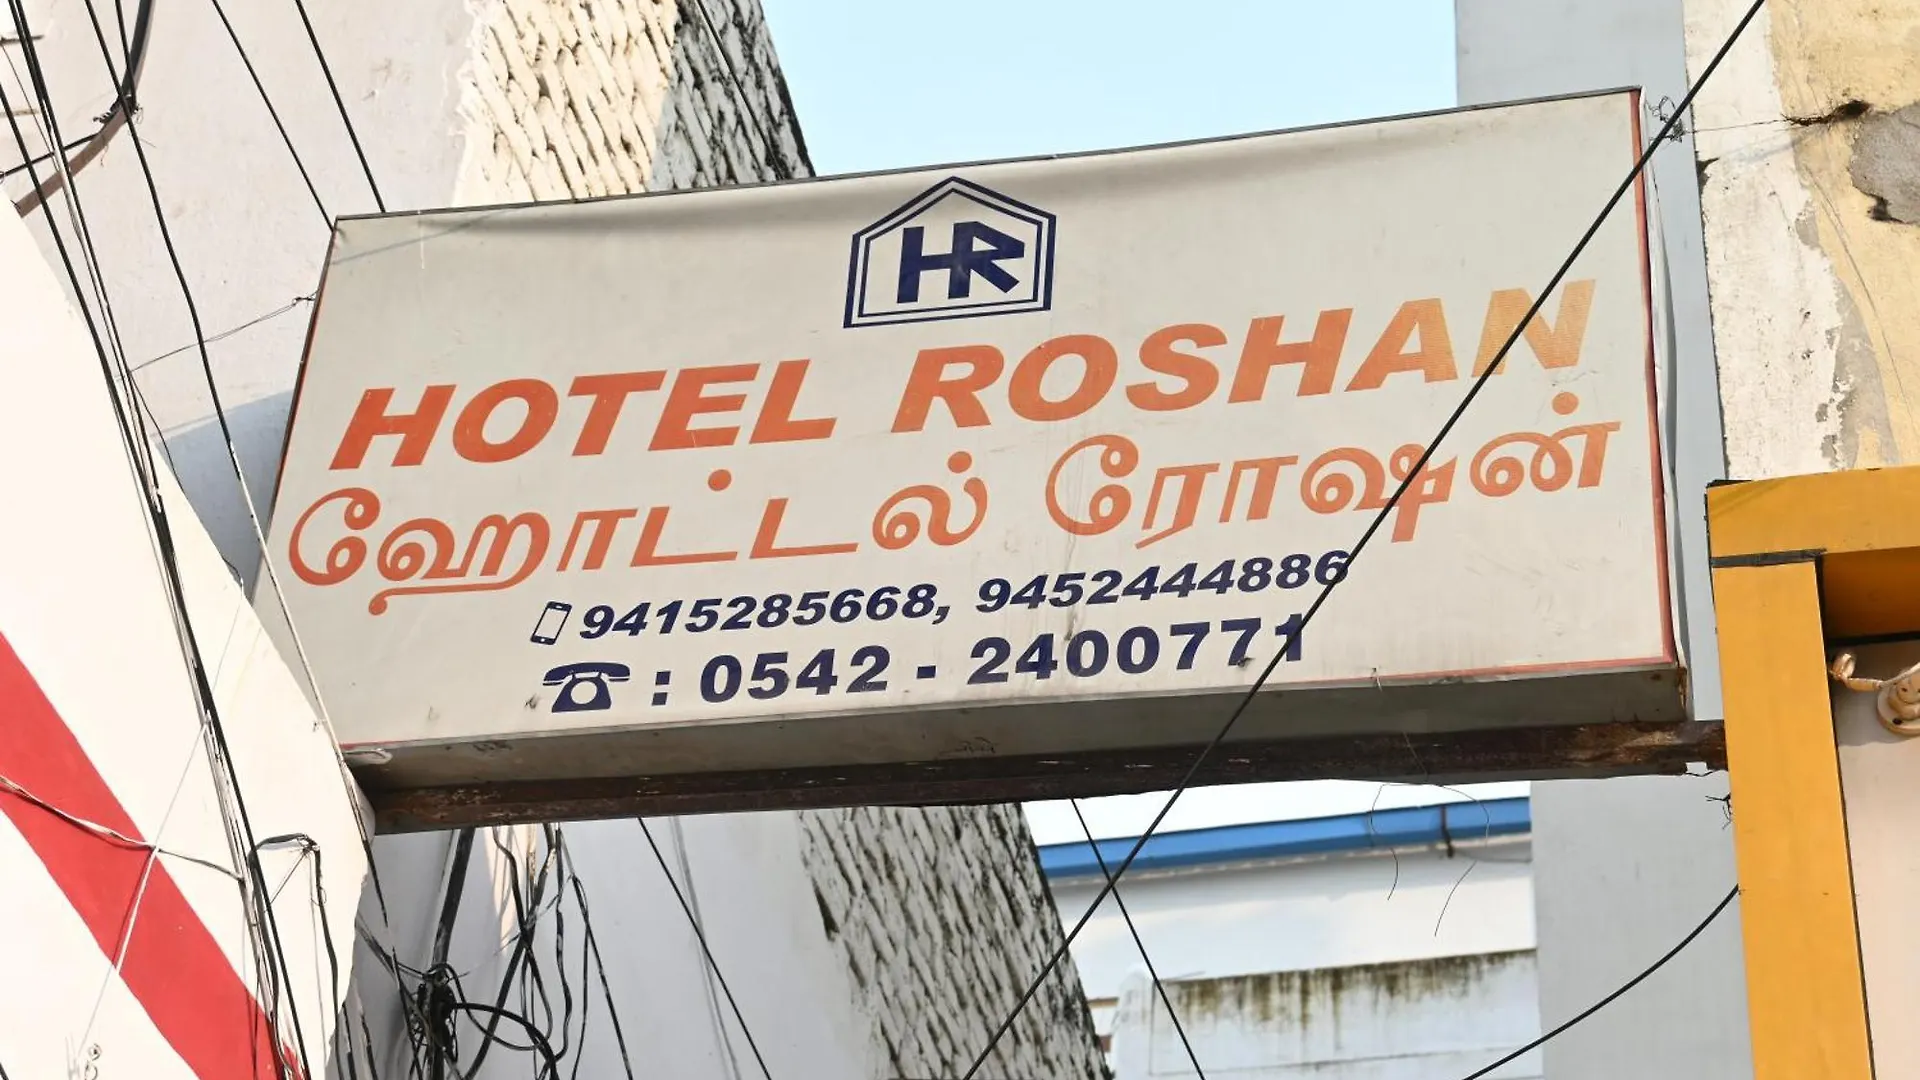 HR
HOTEL ROSHAN
ஹோட்டல் ரோஷன்
9415285668, 9452444886
: 0542 - 2400771